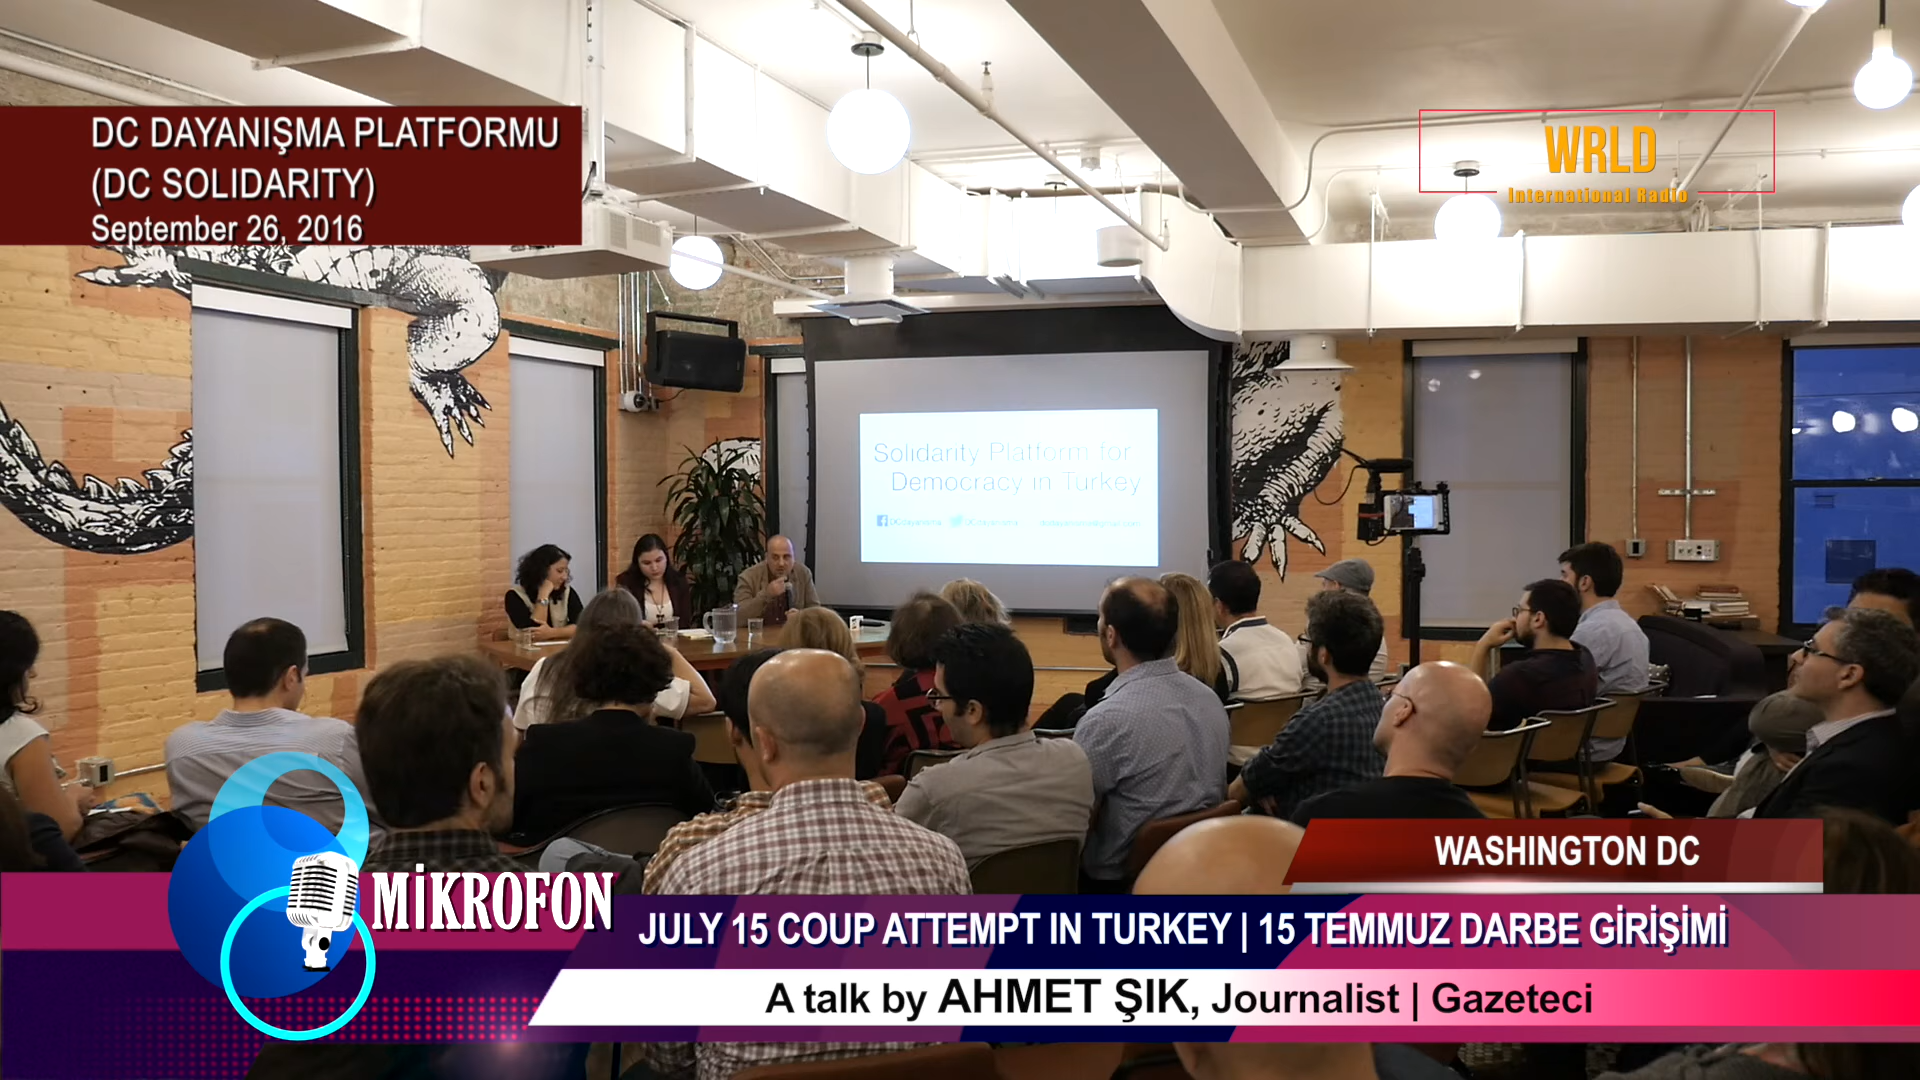 DC DAYANIŞMA PLATFORMU
(DC SOLIDARITY)
September 26, 2016
WRLD
International Radio
Solidarity Platform for
Democracy in Turkey
WASHINGTON DC
MİKROFON
JULY 15 COUP ATTEMPT IN TURKEY | 15 TEMMUZ DARBE GİRİŞİMİ
A talk by AHMET ŞIK, Journalist | Gazeteci